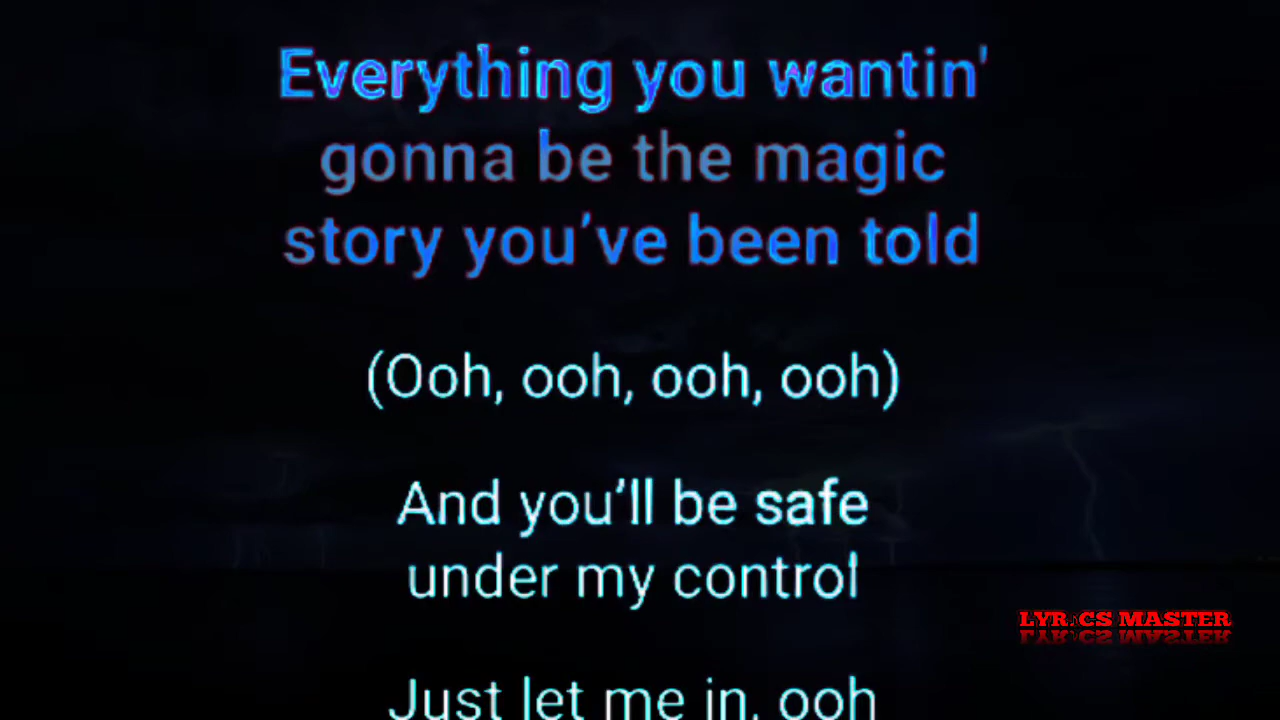 Everything you wantin'
gonna be the magic
story you’ve been told
(Ooh, ooh, ooh, ooh)
And you’ll be safe
under my control
Just let me in, ooh
LYRICS MASTER